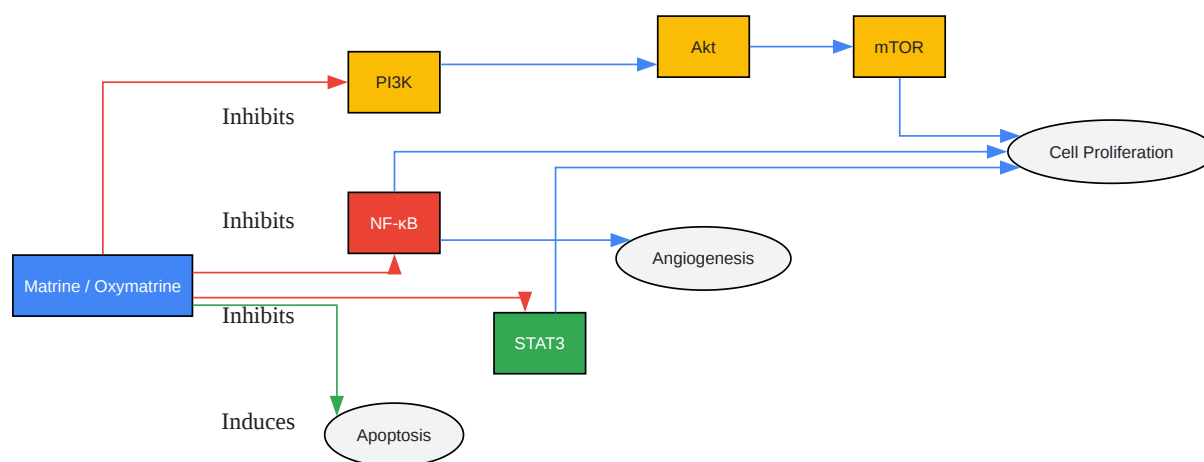 Akt
mTOR
PI3K
Inhibits
Cell Proliferation
Inhibits
NF-κB
Angiogenesis
Matrine / Oxymatrine
Inhibits
STAT3
Induces
Apoptosis